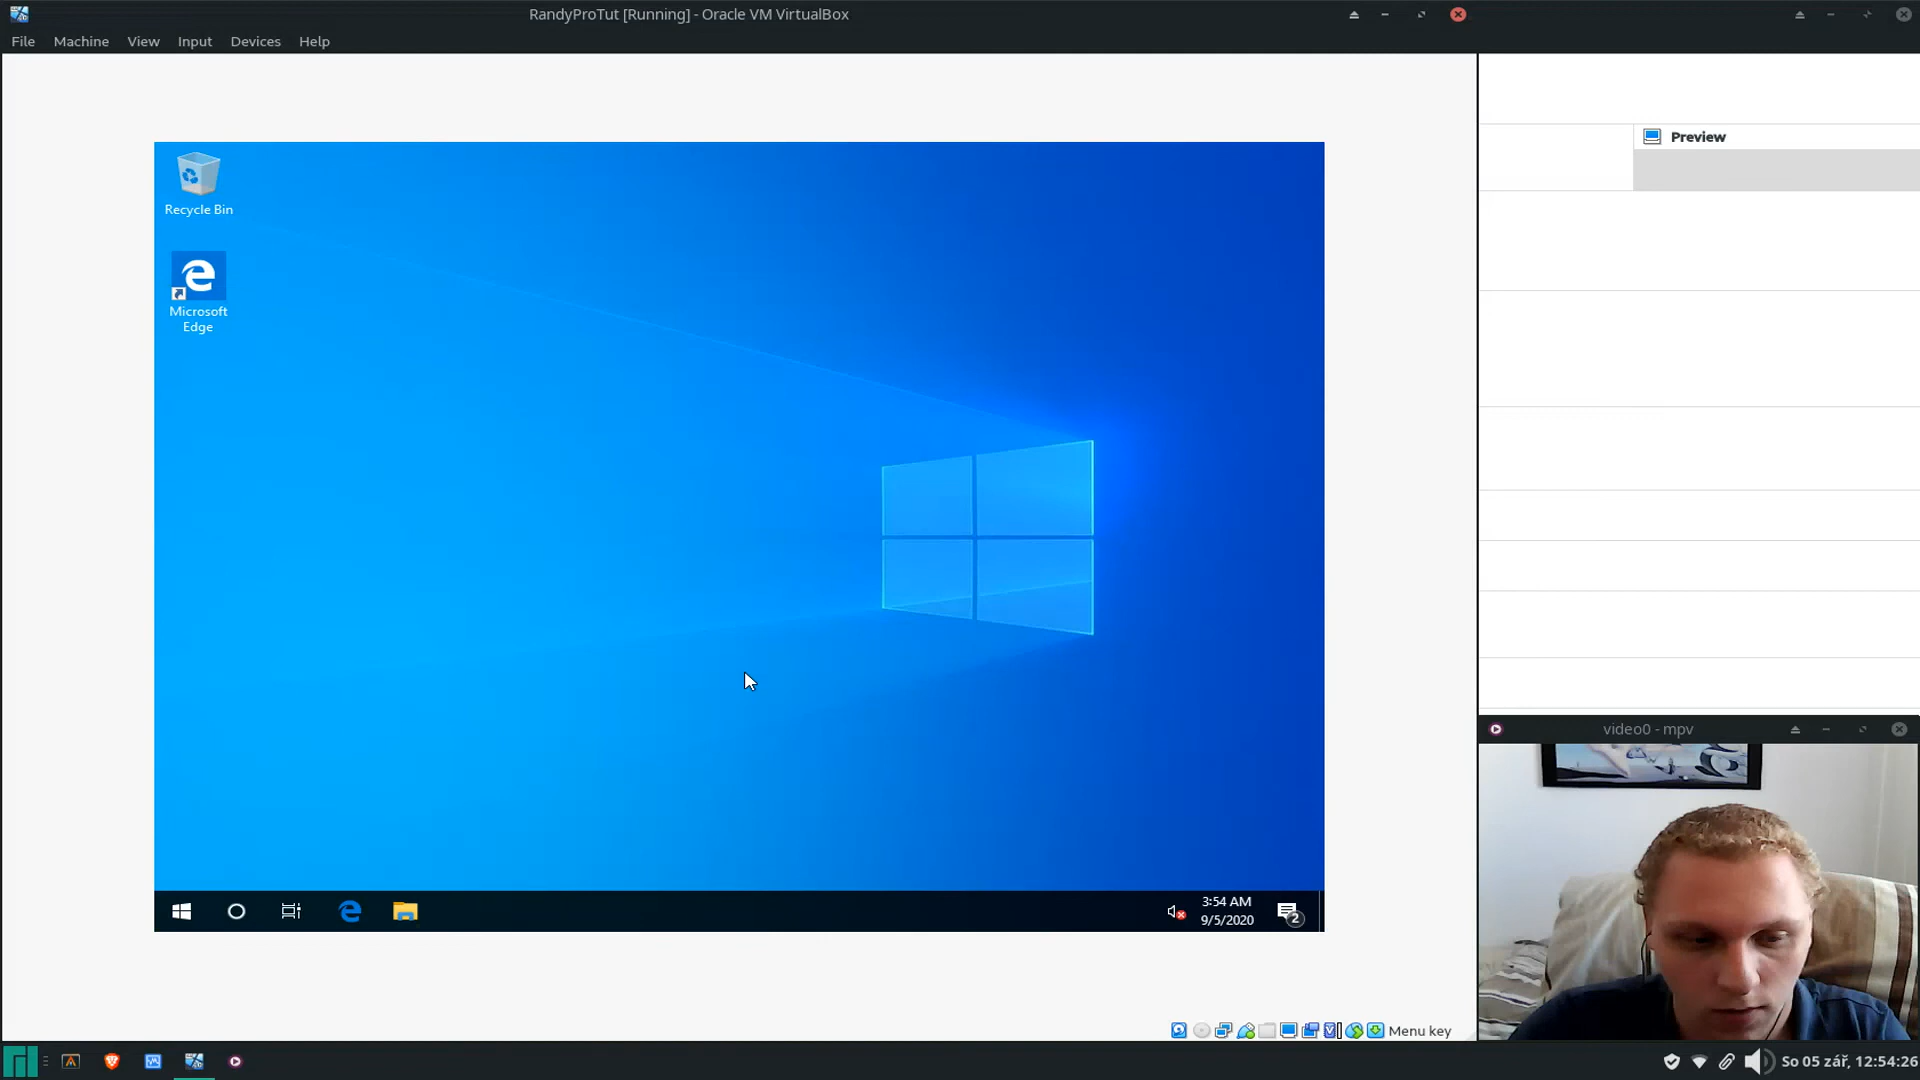 RandyProTut [Running] - Oracle VM VirtualBox
File Machine View Input Devices Help
Preview
Recycle Bin
Microsoft
Edge
video0 - mpv
3:54 AM
9/5/2020
2
Menu key
So 05 zář, 12:54:26